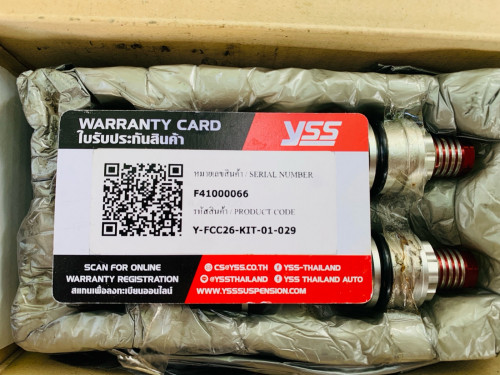 WARRANTY CARD
ใบรับประกันสินค้า
YSS
หมายเลขสินค้า / SERIAL NUMBER
F41000066
รหัสสินค้า / PRODUCT CODE
Y-FCC26-KIT-01-029
SCAN FOR ONLINE
WARRANTY REGISTRATION
สแกนเพื่อลงทะเบียนออนไลน์
CS@YSS.CO.TH YSS-THAILAND
@YSSTHAILAND YSS THAILAND AUTO
WWW.YSSSUSPENSION.COM